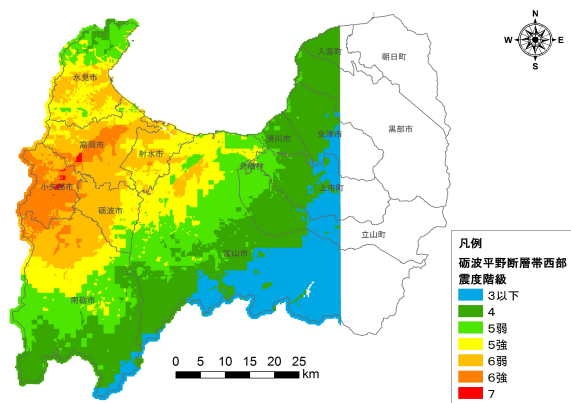 N
W E
S
入善町
朝日町
氷見市
黒部市
魚津市
高岡市
射水市
滑川市
舟橋村
小矢部市
上市町
砺波市
立山町
富山市
南砺市
凡例
砺波平野断層帯西部
震度階級
3以下
4
5弱
5強
6弱
6強
7
0 5 10 15 20 25
km